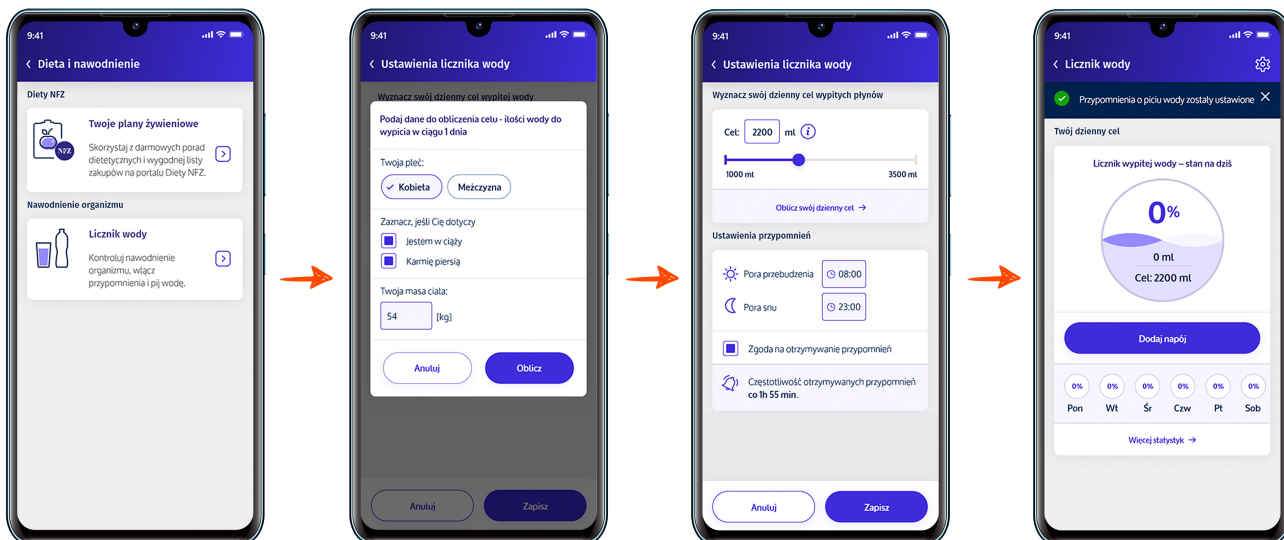 9:41
Dieta i nawodnienie
Diety NFZ
Twoje plany żywieniowe
NFZ
Skorzystaj z darmowych porad
dietetycznych i wygodnej listy
zakupów na portalu Diety NFZ.
Nawodnienie organizmu
Licznik wody
Kontroluj nawodnienie
organizmu, włącz
przypomnienia i pij wodę.
9:41
Ustawienia licznika wody
Wyznacz swój dzienny cel wypitej wody
Podaj dane do obliczenia celu - ilości wody do
wypicia w ciągu 1 dnia
Twoja płeć:
Kobieta
Meżczyzna
Zaznacz, jeśli Cię dotyczy
Jestem w ciąży
Karmię piersią
Twoja masa ciała:
54 [kg]
Anuluj
Oblicz
Anuluj
Zapisz
9:41
Ustawienia licznika wody
Wyznacz swój dzienny cel wypitych płynów
Cel: 2200 ml i
1000 ml
3500 ml
Oblicz swój dzienny cel →
Ustawienia przypomnień
Pora przebudzenia 08:00
Pora snu 23:00
Zgoda na otrzymywanie przypomnień
Częstotliwość otrzymywanych przypomnień
co 1h 55 min.
Anuluj
Zapisz
9:41
Licznik wody
Przypomnienia o piciu wody zostały ustawione
Twój dzienny cel
Licznik wypitej wody – stan na dziś
0%
0 ml
Cel: 2200 ml
Dodaj napój
0% 0% 0% 0% 0% 0%
Pon Wt Śr Czw Pt Sob
Więcej statystyk →